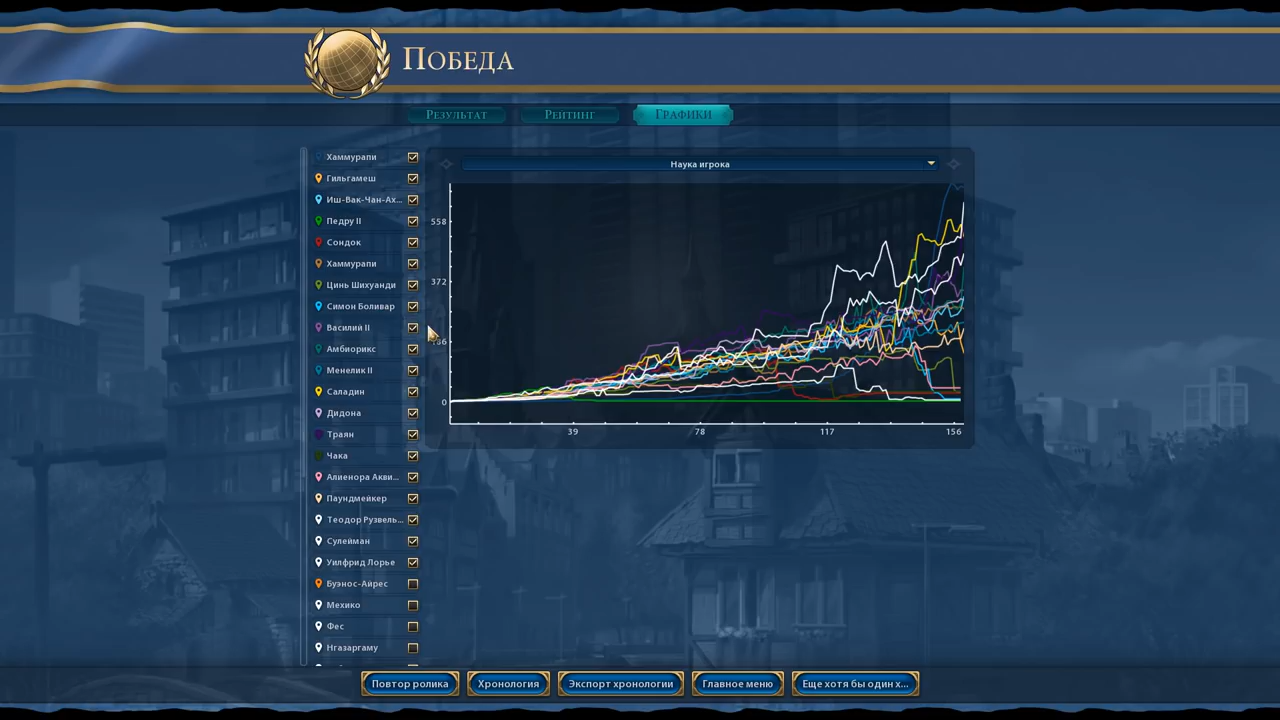 Победа
Результат
Рейтинг
Графики
Хаммурапи
Гильгамеш
Иш-Вак-Чан-Ах...
Педру II
Сондок
Хаммурапи
Цинь Шихуанди
Симон Боливар
Василий II
Амбиорикс
Менелик II
Саладин
Дидона
Траян
Чака
Алиенора Акви...
Паундмейкер
Теодор Рузвель...
Сулейман
Уилфрид Лорье
Буэнос-Айрес
Мехико
Фес
Нгазаргаму
Наука игрока
558
372
0
39
78
117
156
Повтор ролика
Хронология
Экспорт хронологии
Главное меню
Еще хотя бы один х...